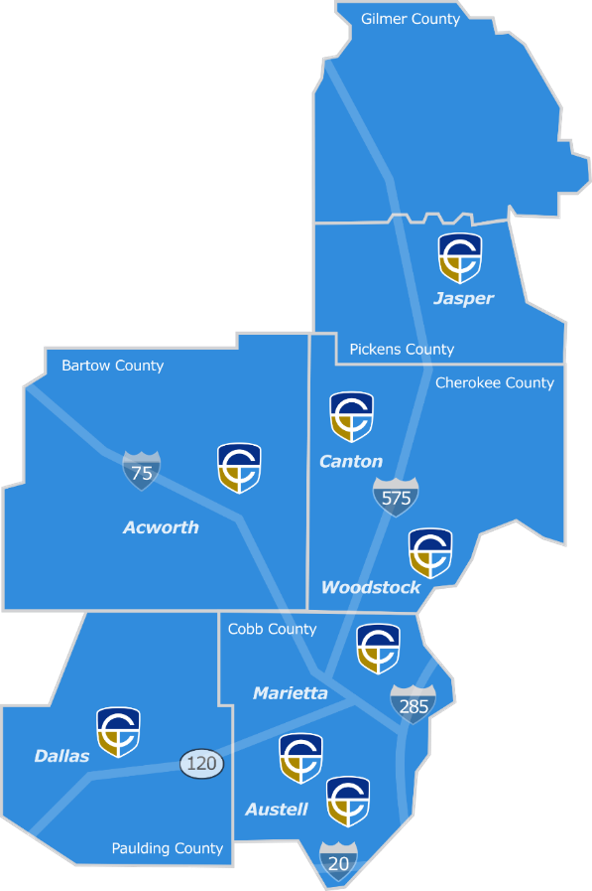 Gilmer County
Jasper
Pickens County
Bartow County
Cherokee County
Canton
75
575
Acworth
Woodstock
Cobb County
Marietta
285
Dallas
120
Austell
Paulding County
20